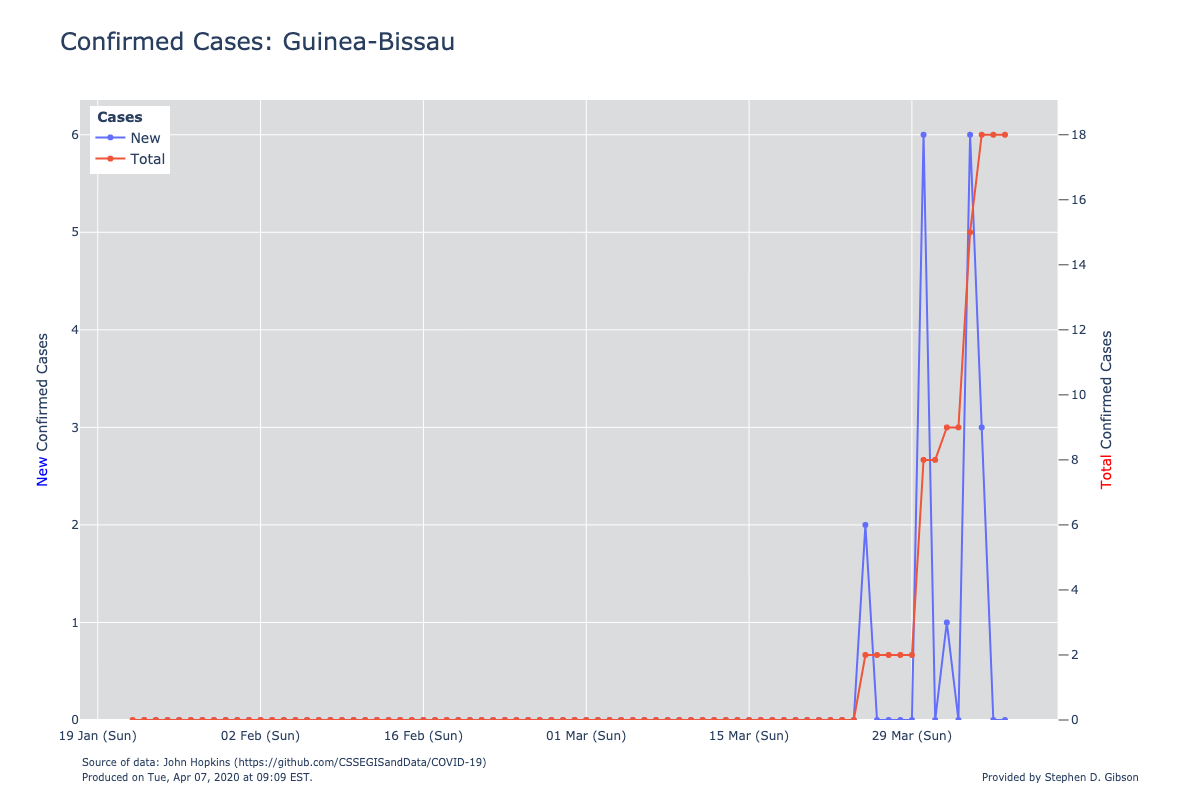 Confirmed Cases: Guinea-Bissau
Cases
New
Total
6
5
4
3
2
1
0
New Confirmed Cases
18
16
14
12
10
8
6
4
2
0
Total Confirmed Cases
19 Jan (Sun)
02 Feb (Sun)
16 Feb (Sun)
01 Mar (Sun)
15 Mar (Sun)
29 Mar (Sun)
Source of data: John Hopkins (https://github.com/CSSEGISandData/COVID-19)
Produced on Tue, Apr 07, 2020 at 09:09 EST.
Provided by Stephen D. Gibson